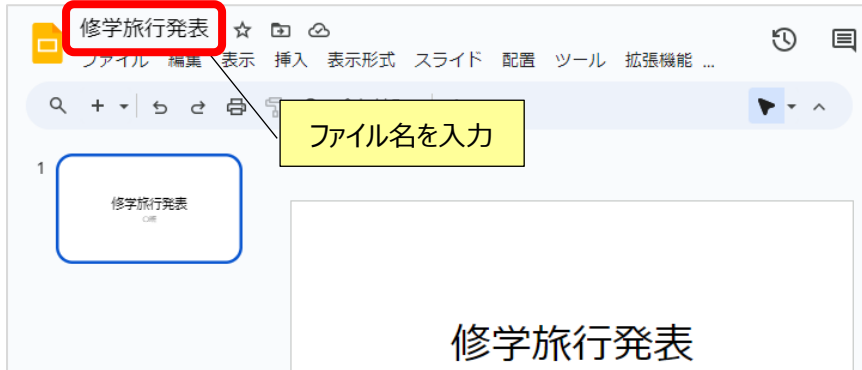 修学旅行発表
ファイル 編集 表示 挿入 表示形式 スライド 配置 ツール 拡張機能 ...
ファイル名を入力
1
修学旅行発表
修学旅行発表